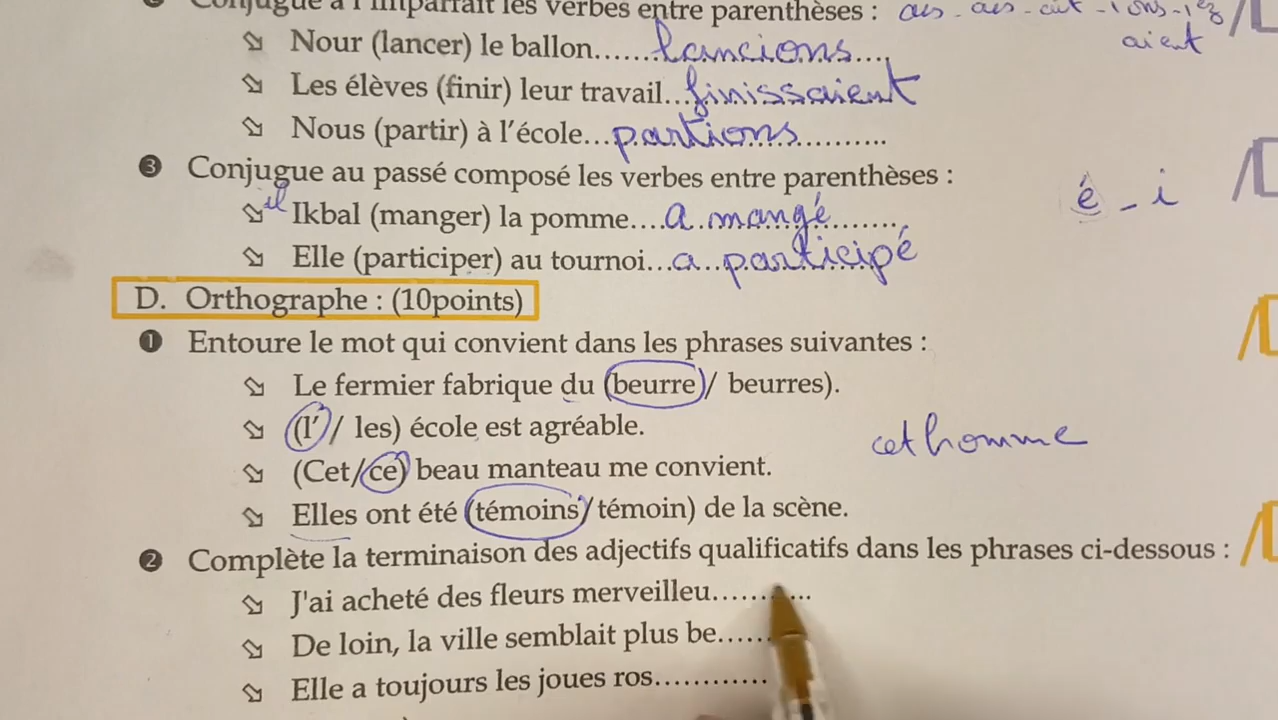 Conjugue à l'imparfait les verbes entre parenthèses : ais - ais - ait - ions - iez
aient
Nour (lancer) le ballon......lancions....
Les élèves (finir) leur travail...finissaient
Nous (partir) à l'école...partions..........
❸ Conjugue au passé composé les verbes entre parenthèses :
é - i
il Ikbal (manger) la pomme....a mangé........
Elle (participer) au tournoi...a...participé
D. Orthographe : (10points)
❶ Entoure le mot qui convient dans les phrases suivantes :
Le fermier fabrique du (beurre / beurres).
(l' / les) école est agréable.
cet homme
(Cet/ce) beau manteau me convient.
Elles ont été (témoins/témoin) de la scène.
❷ Complète la terminaison des adjectifs qualificatifs dans les phrases ci-dessous :
J'ai acheté des fleurs merveilleu...........
De loin, la ville semblait plus be......
Elle a toujours les joues ros............